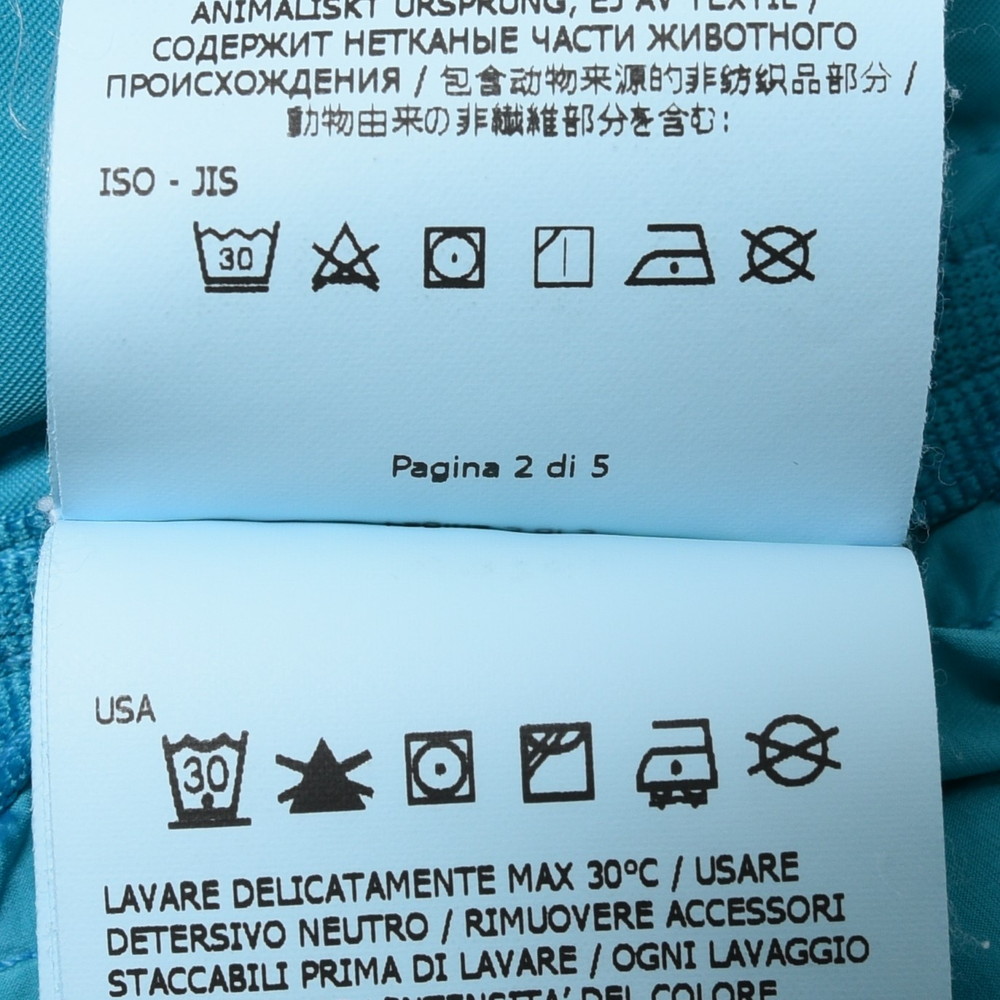 ANIMALISKT URSPRUNG, EJ AV TEXTIL /
СОДЕРЖИТ НЕТКАНЫЕ ЧАСТИ ЖИВОТНОГО
ПРОИСХОЖДЕНИЯ / 包含动物来源的非纺织品部分 /
動物由来の非繊維部分を含む:
ISO - JIS
30
Pagina 2 di 5
USA
30
LAVARE DELICATAMENTE MAX 30°C / USARE
DETERSIVO NEUTRO / RIMUOVERE ACCESSORI
STACCABILI PRIMA DI LAVARE / OGNI LAVAGGIO
INTENSITA' DEL COLORE